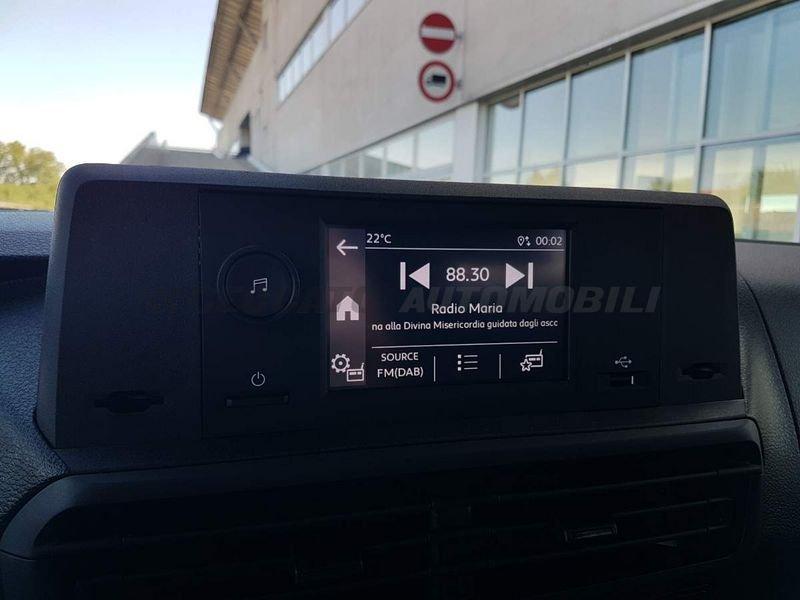 22°C 00:02
88.30
Radio Maria
na alla Divina Misericordia guidata dagli ascc
SOURCE
FM(DAB)
AUTOMOBILI